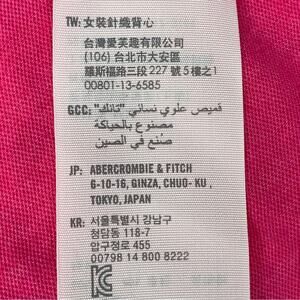 TW: 女裝針織背心
台灣愛芙趣有限公司
(106) 台北市大安區
羅斯福路三段 227 號 5 樓之 1
00801-13-6585
GCC: قميص علوي نسائي "تانك"
مصنوع بالحياكة
صُنع في الصين
JP: ABERCROMBIE & FITCH
6-10-16, GINZA, CHUO- KU ,
TOKYO, JAPAN
KR: 서울특별시 강남구
청담동 118-7
압구정로 455
00798 14 800 8222